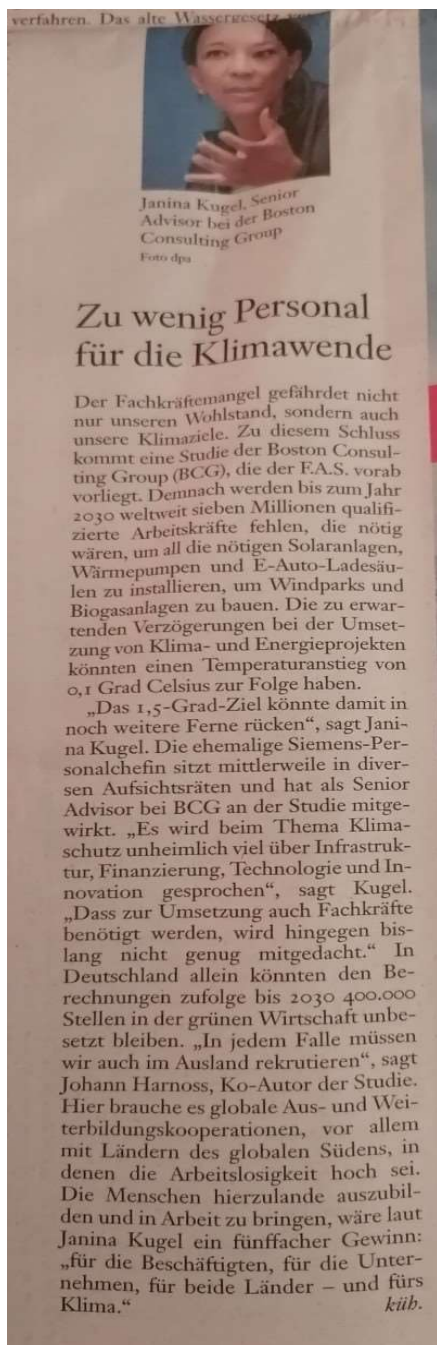 verfahren. Das alte Wassergesetz
Janina Kugel, Senior
Advisor bei der Boston
Consulting Group
Foto dpa
Zu wenig Personal
für die Klimawende
Der Fachkräftemangel gefährdet nicht
nur unseren Wohlstand, sondern auch
unsere Klimaziele. Zu diesem Schluss
kommt eine Studie der Boston Consul-
ting Group (BCG), die der F.A.S. vorab
vorliegt. Demnach werden bis zum Jahr
2030 weltweit sieben Millionen qualifi-
zierte Arbeitskräfte fehlen, die nötig
wären, um all die nötigen Solaranlagen,
Wärmepumpen und E-Auto-Ladesäu-
len zu installieren, um Windparks und
Biogasanlagen zu bauen. Die zu erwar-
tenden Verzögerungen bei der Umset-
zung von Klima- und Energieprojekten
könnten einen Temperaturanstieg von
0,1 Grad Celsius zur Folge haben.
„Das 1,5-Grad-Ziel könnte damit in
noch weitere Ferne rücken“, sagt Jani-
na Kugel. Die ehemalige Siemens-Per-
sonalchefin sitzt mittlerweile in diver-
sen Aufsichtsräten und hat als Senior
Advisor bei BCG an der Studie mitge-
wirkt. „Es wird beim Thema Klima-
schutz unheimlich viel über Infrastruk-
tur, Finanzierung, Technologie und In-
novation gesprochen“, sagt Kugel.
„Dass zur Umsetzung auch Fachkräfte
benötigt werden, wird hingegen bis-
lang nicht genug mitgedacht.“ In
Deutschland allein könnten den Be-
rechnungen zufolge bis 2030 400.000
Stellen in der grünen Wirtschaft unbe-
setzt bleiben. „In jedem Falle müssen
wir auch im Ausland rekrutieren“, sagt
Johann Harnoss, Ko-Autor der Studie.
Hier brauche es globale Aus- und Wei-
terbildungskooperationen, vor allem
mit Ländern des globalen Südens, in
denen die Arbeitslosigkeit hoch sei.
Die Menschen hierzulande auszubil-
den und in Arbeit zu bringen, wäre laut
Janina Kugel ein fünffacher Gewinn:
„für die Beschäftigten, für die Unter-
nehmen, für beide Länder – und fürs
Klima.“ küh.